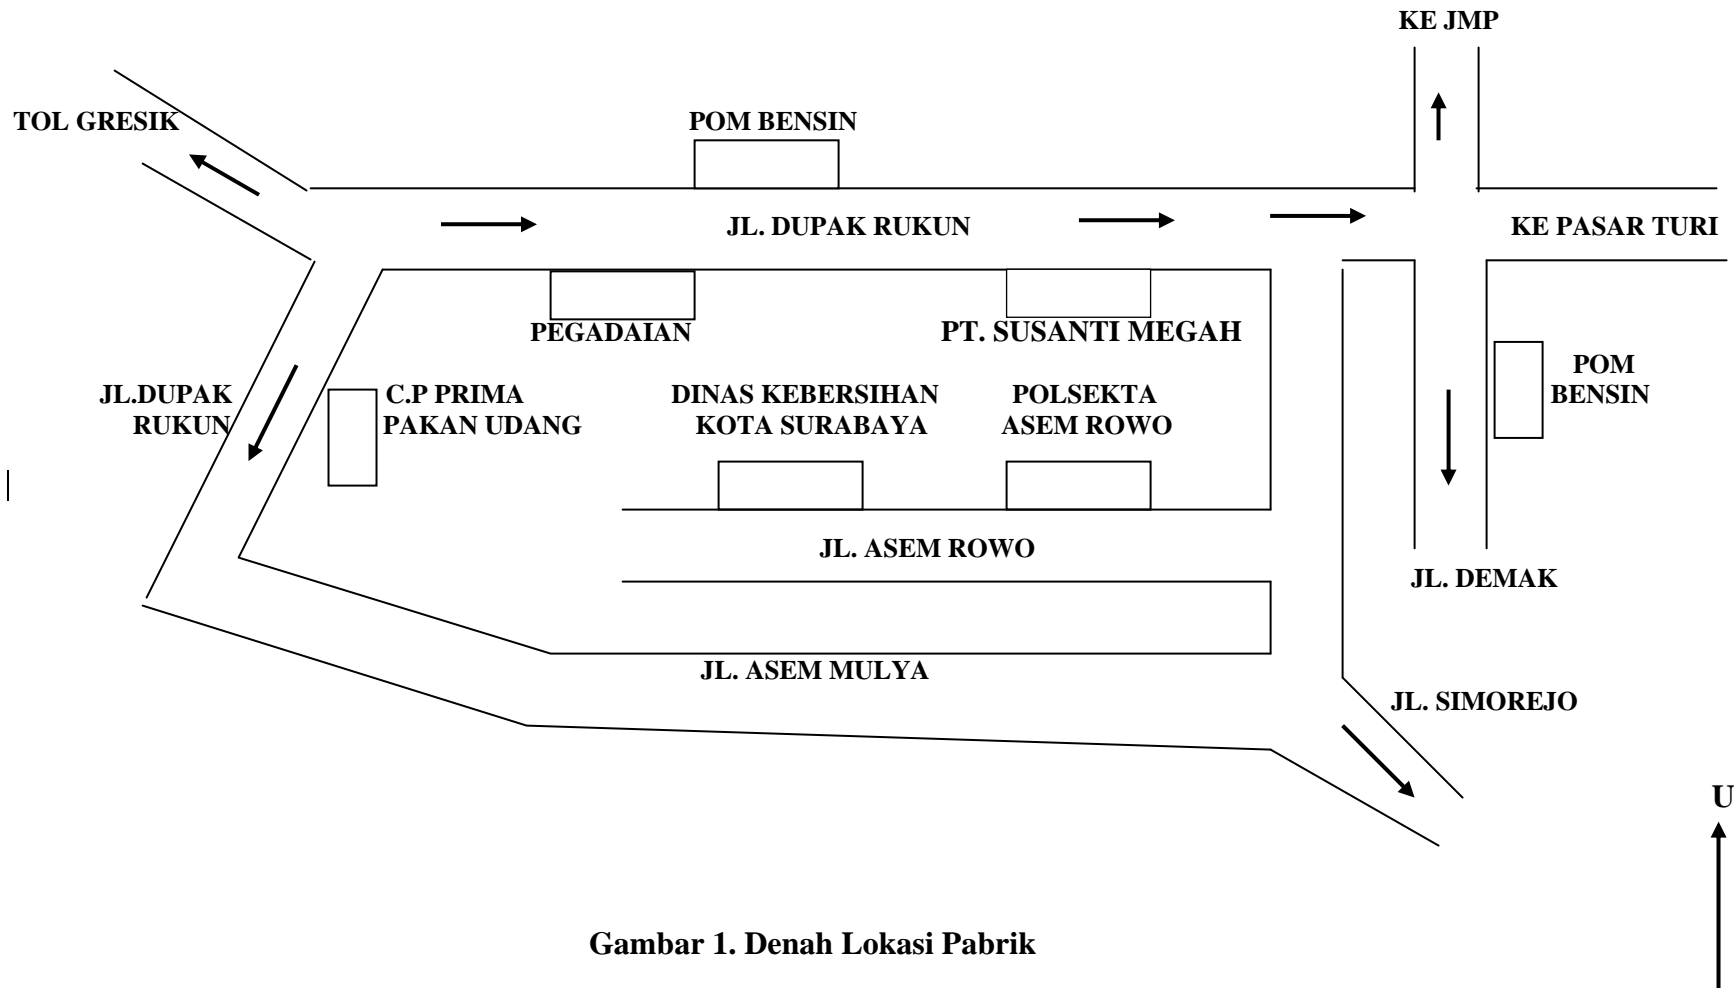 KE JMP
TOL GRESIK
POM BENSIN
JL. DUPAK RUKUN
KE PASAR TURI
PEGADAIAN
PT. SUSANTI MEGAH
JL.DUPAK
RUKUN
C.P PRIMA
PAKAN UDANG
DINAS KEBERSIHAN
KOTA SURABAYA
POLSEKTA
ASEM ROWO
POM
BENSIN
JL. ASEM ROWO
JL. DEMAK
JL. ASEM MULYA
JL. SIMOREJO
U
Gambar 1. Denah Lokasi Pabrik